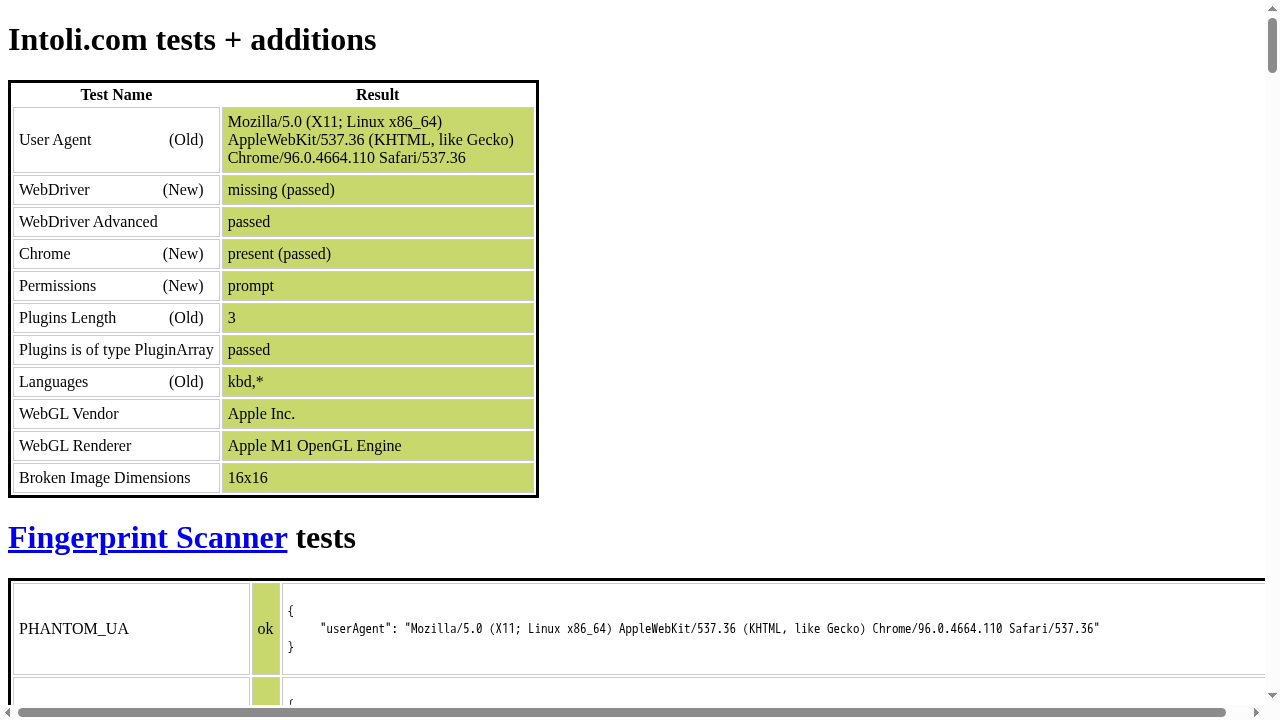 Intoli.com tests + additions
Test Name Result
User Agent (Old) Mozilla/5.0 (X11; Linux x86_64)
AppleWebKit/537.36 (KHTML, like Gecko)
Chrome/96.0.4664.110 Safari/537.36
WebDriver (New) missing (passed)
WebDriver Advanced passed
Chrome (New) present (passed)
Permissions (New) prompt
Plugins Length (Old) 3
Plugins is of type PluginArray passed
Languages (Old) kbd,*
WebGL Vendor Apple Inc.
WebGL Renderer Apple M1 OpenGL Engine
Broken Image Dimensions 16x16
Fingerprint Scanner tests
{
PHANTOM_UA ok "userAgent": "Mozilla/5.0 (X11; Linux x86_64) AppleWebKit/537.36 (KHTML, like Gecko) Chrome/96.0.4664.110 Safari/537.36"
}
{